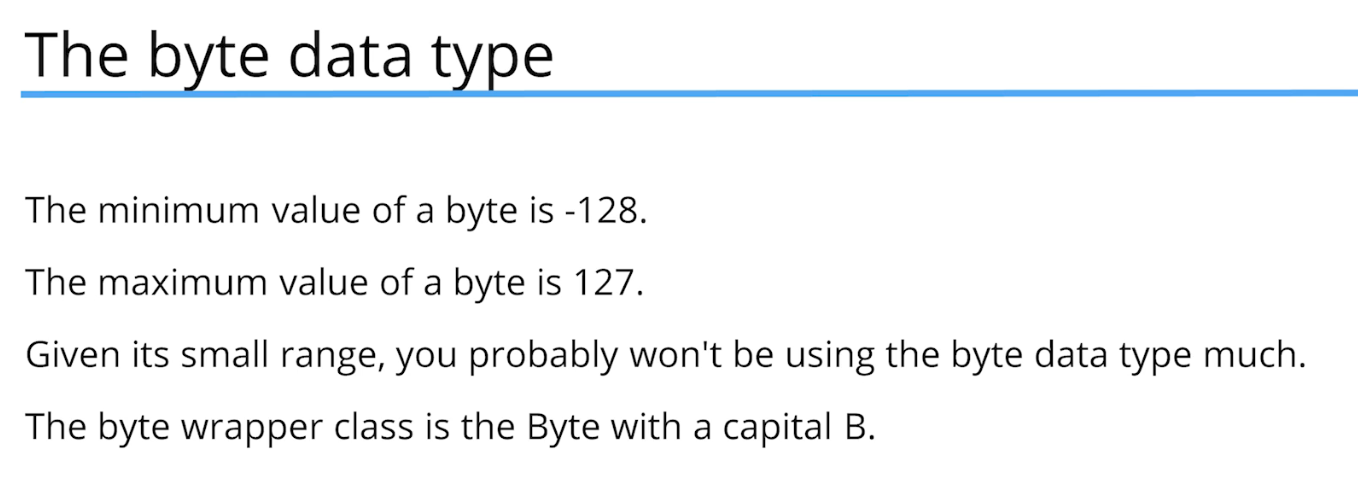 The byte data type
The minimum value of a byte is -128.
The maximum value of a byte is 127.
Given its small range, you probably won't be using the byte data type much.
The byte wrapper class is the Byte with a capital B.